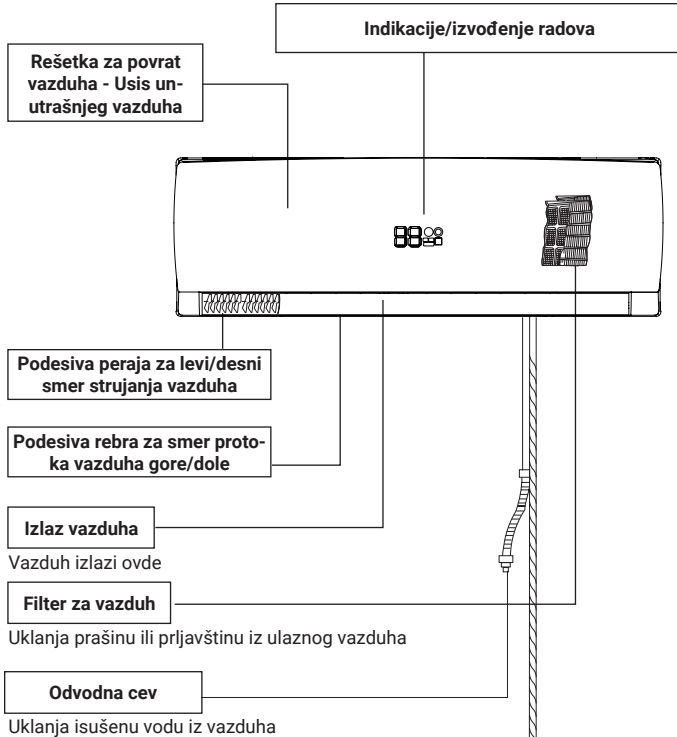 Indikacije/izvođenje radova
Rešetka za povrat
vazduha - Usis un-
utrašnjeg vazduha
Podesiva peraja za levi/desni
smer strujanja vazduha
Podesiva rebra za smer proto-
ka vazduha gore/dole
Izlaz vazduha
Vazduh izlazi ovde
Filter za vazduh
Uklanja prašinu ili prljavštinu iz ulaznog vazduha
Odvodna cev
Uklanja isušenu vodu iz vazduha